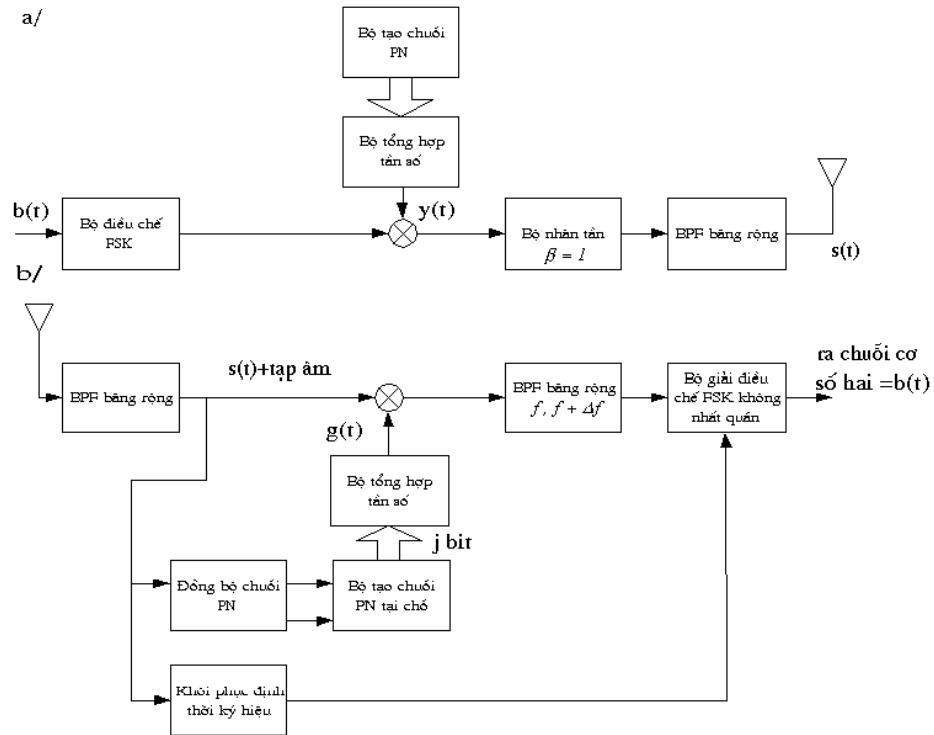 a/
Bộ tạo chuỗi
PN
Bộ tổng hợp
tần số
b(t)
Bộ điều chế
FSK
y(t)
Bộ nhân tần
β = 1
BPF băng rộng
s(t)
b/
BPF băng rộng
s(t)+tạp âm
g(t)
BPF băng rộng
f, f + Δf
Bộ giải điều
chế FSK không
nhất quán
ra chuỗi cơ
số hai =b(t)
Bộ tổng hợp
tần số
j bit
Đồng bộ chuỗi
PN
Bộ tạo chuỗi
PN tại chỗ
Khôi phục định
thời ký hiệu